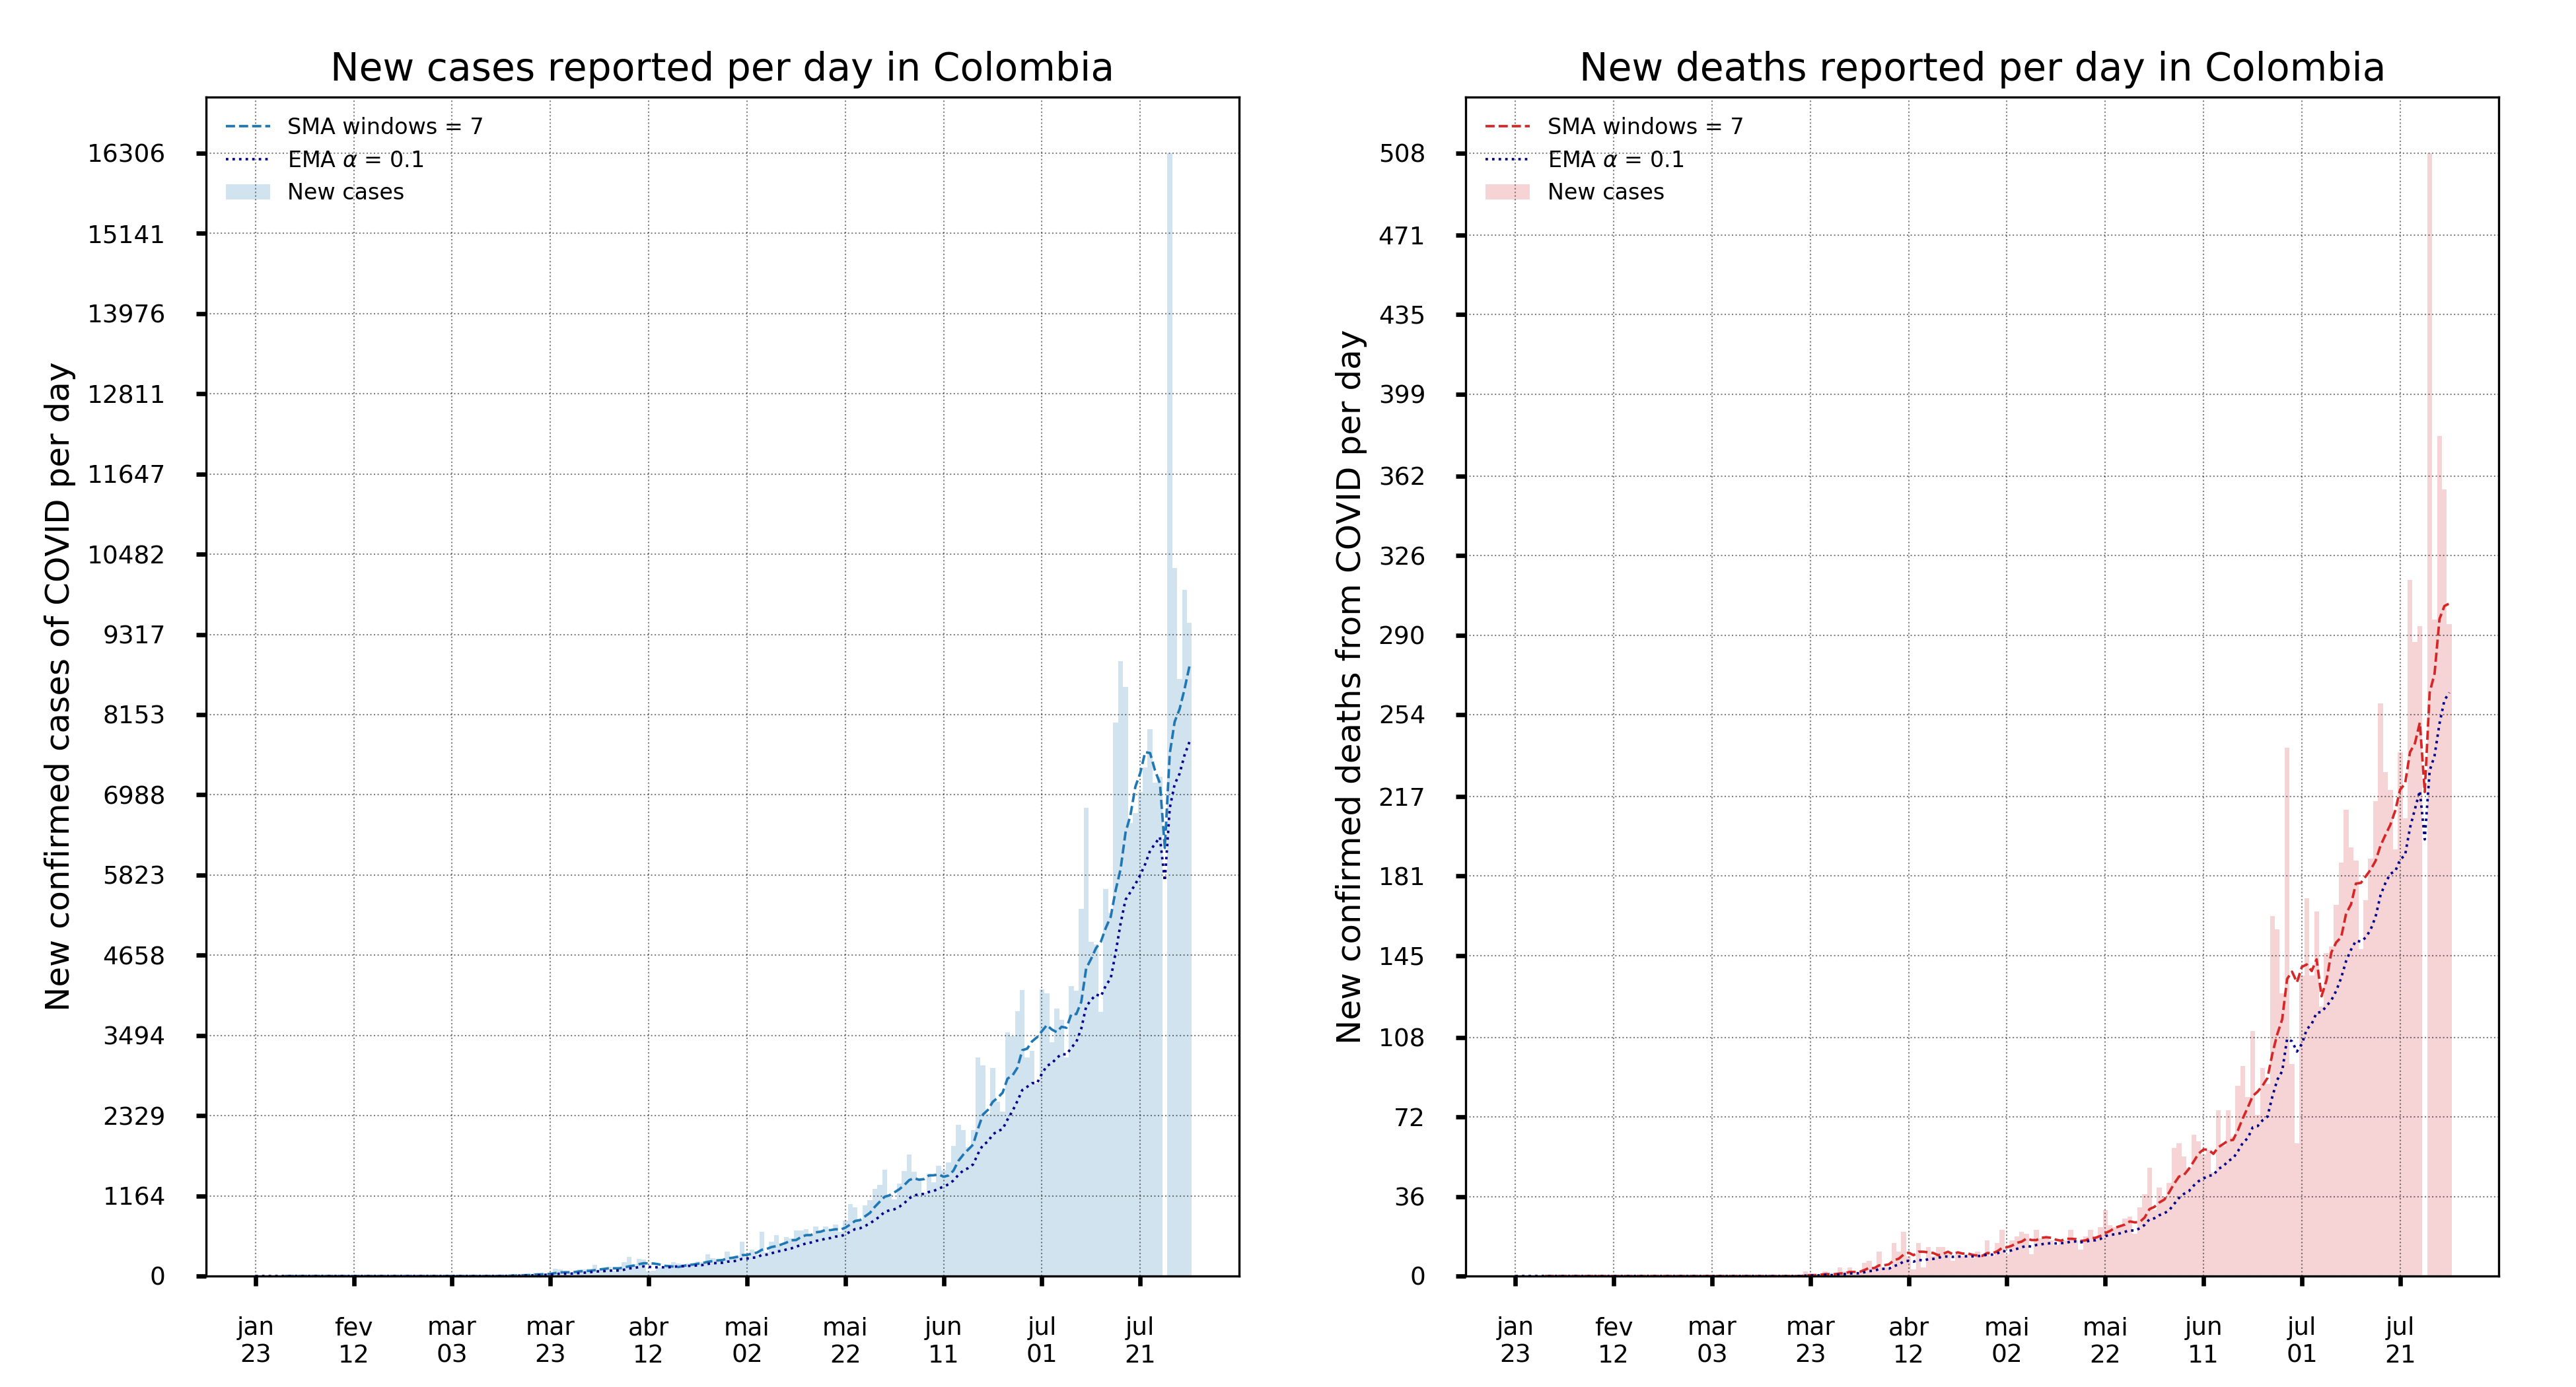 New cases reported per day in Colombia
SMA windows = 7
EMA α = 0.1
New cases
New confirmed cases of COVID per day
16306
15141
13976
12811
11647
10482
9317
8153
6988
5823
4658
3494
2329
1164
0
jan fev mar mar abr mai mai jun jul jul
23 12 03 23 12 02 22 11 01 21
New deaths reported per day in Colombia
SMA windows = 7
EMA α = 0.1
New cases
New confirmed deaths from COVID per day
508
471
435
399
362
326
290
254
217
181
145
108
72
36
0
jan fev mar mar abr mai mai jun jul jul
23 12 03 23 12 02 22 11 01 21